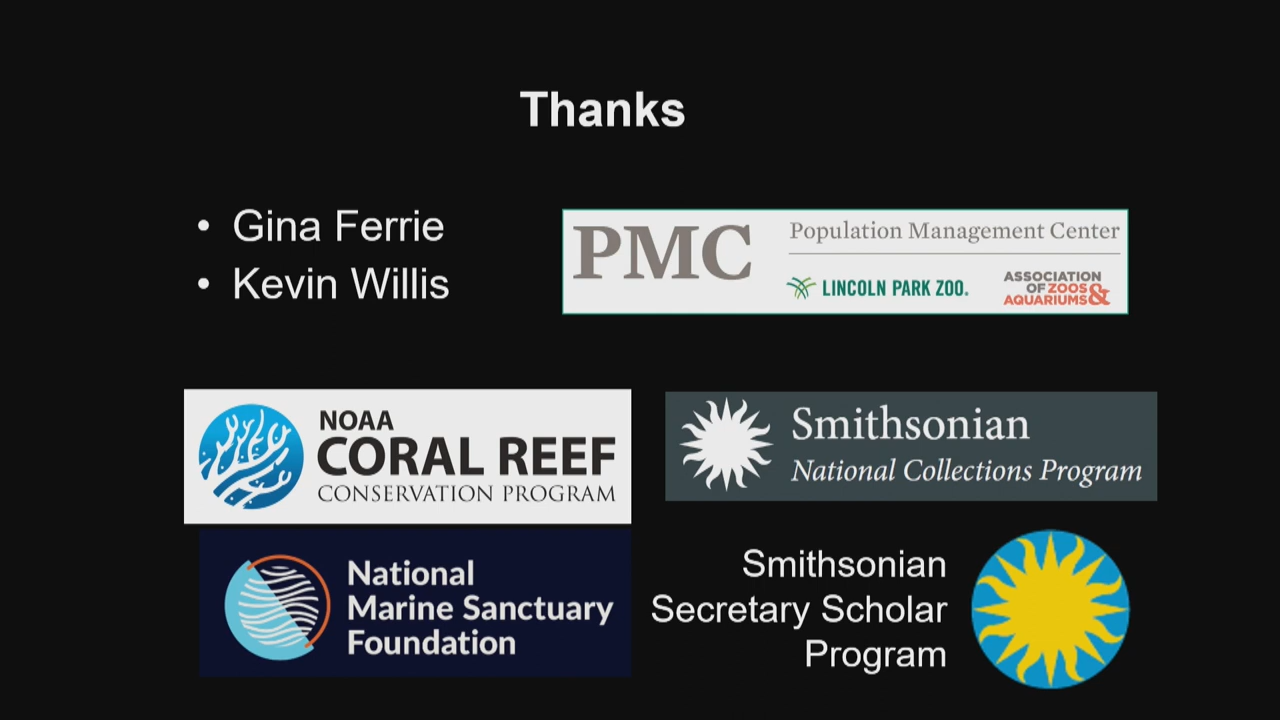 Thanks
• Gina Ferrie
• Kevin Willis
PMC
Population Management Center
LINCOLN PARK ZOO.
ASSOCIATION
OF ZOOS
AQUARIUMS&
NOAA
CORAL REEF
CONSERVATION PROGRAM
Smithsonian
National Collections Program
National
Marine Sanctuary
Foundation
Smithsonian
Secretary Scholar
Program